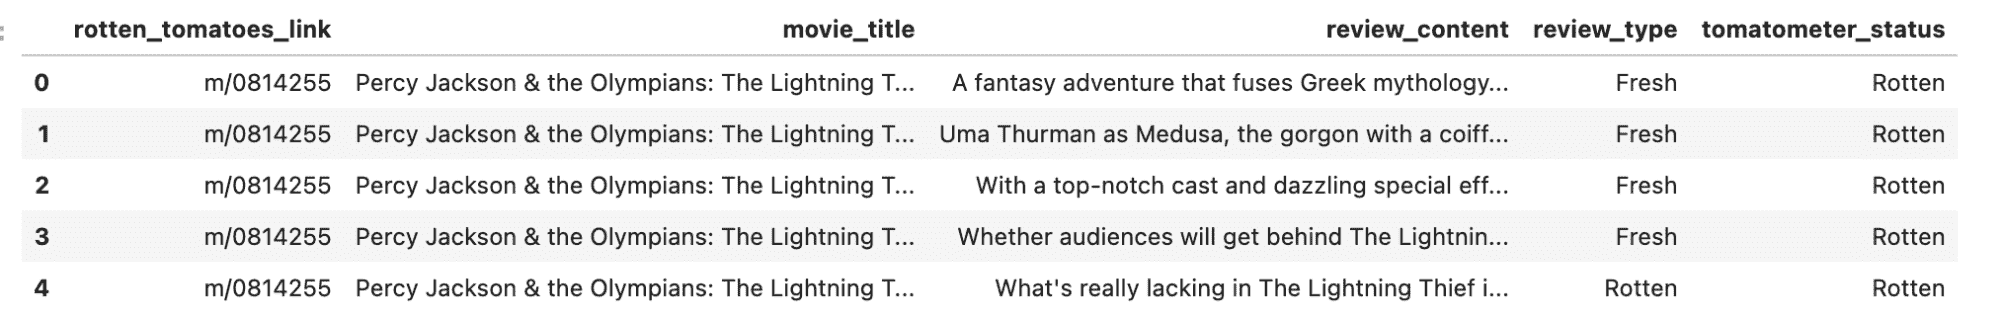 rotten_tomatoes_link movie_title review_content review_type tomatometer_status
0 m/0814255 Percy Jackson & the Olympians: The Lightning T... A fantasy adventure that fuses Greek mythology... Fresh Rotten
1 m/0814255 Percy Jackson & the Olympians: The Lightning T... Uma Thurman as Medusa, the gorgon with a coiff... Fresh Rotten
2 m/0814255 Percy Jackson & the Olympians: The Lightning T... With a top-notch cast and dazzling special eff... Fresh Rotten
3 m/0814255 Percy Jackson & the Olympians: The Lightning T... Whether audiences will get behind The Lightnin... Fresh Rotten
4 m/0814255 Percy Jackson & the Olympians: The Lightning T... What's really lacking in The Lightning Thief i... Rotten Rotten